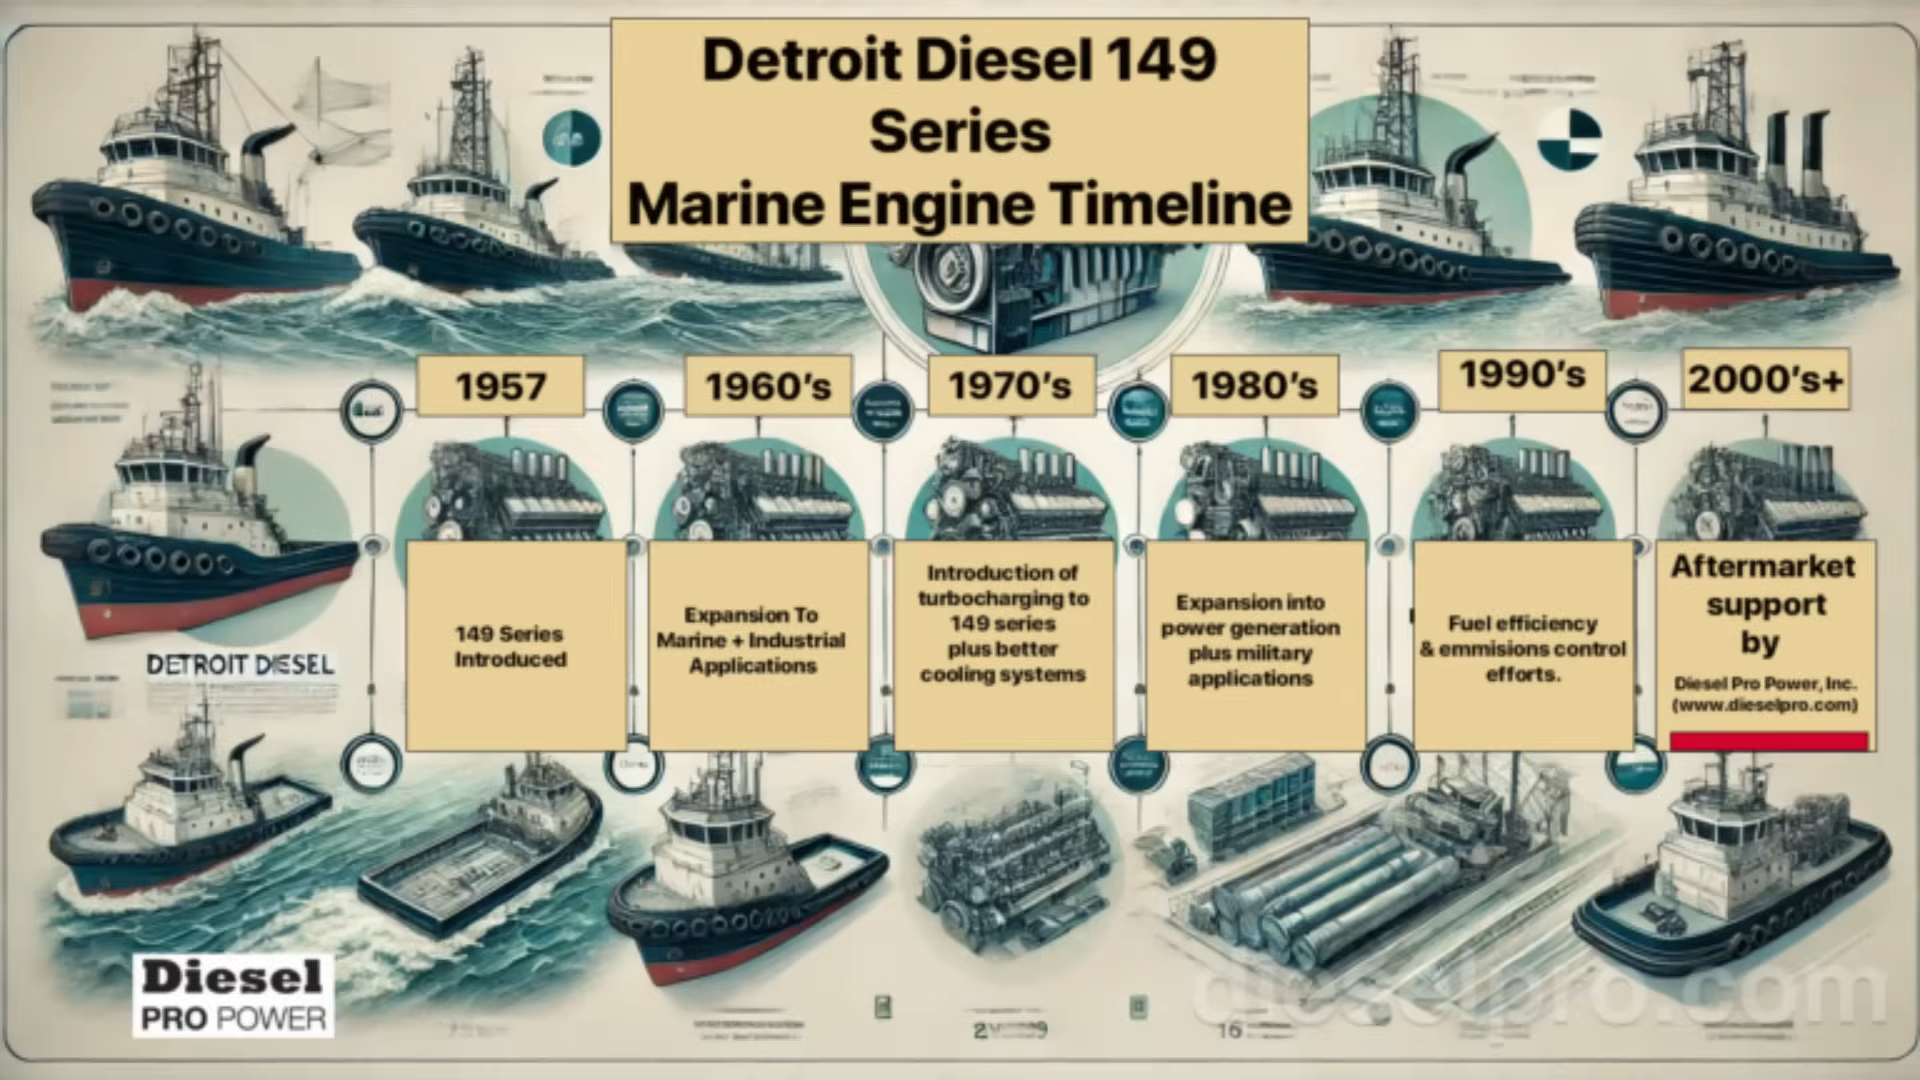 Detroit Diesel 149
Series
Marine Engine Timeline
1957
1960's
1970's
1980's
1990's
2000's+
149 Series
Introduced
Expansion To
Marine + Industrial
Applications
Introduction of
turbocharging to
149 series
plus better
cooling systems
Expansion into
power generation
plus military
applications
Fuel efficiency
& emmisions control
efforts.
Aftermarket
support
by
Diesel Pro Power, Inc.
(www.dieselpro.com)
DETROIT DIESEL
Diesel
PRO POWER
dieselpro.com
16